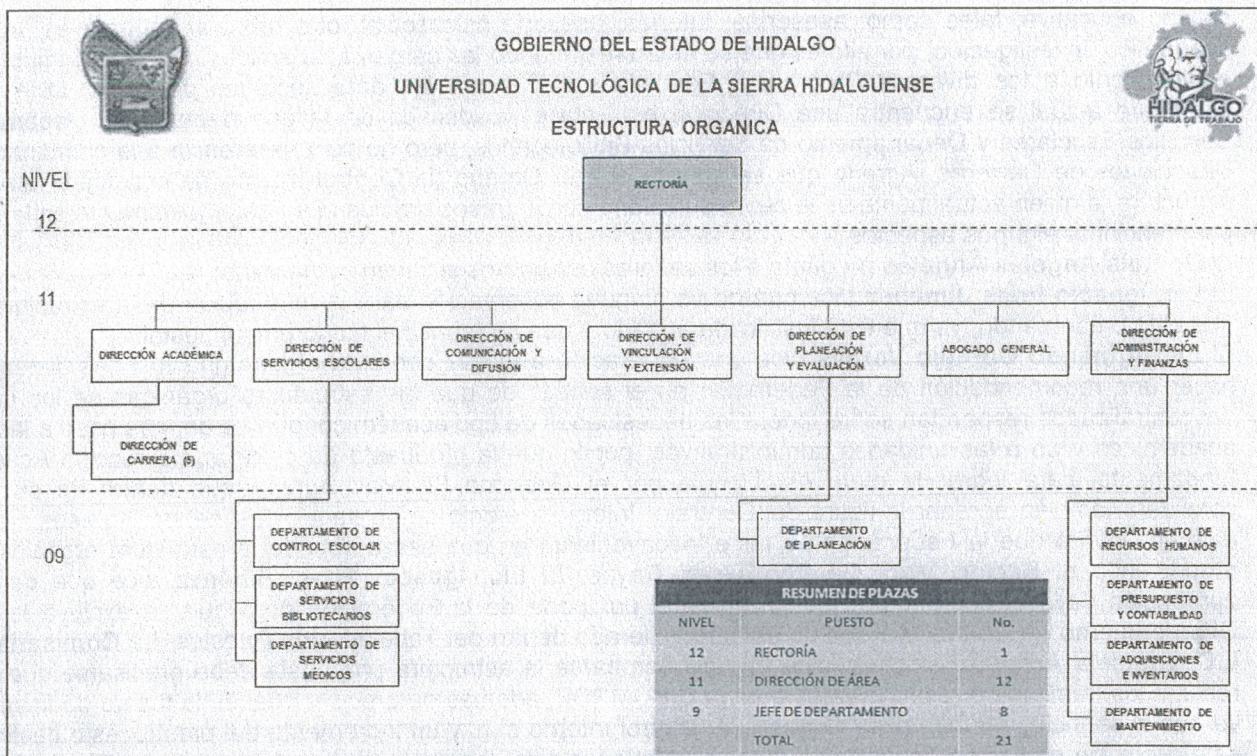 GOBIERNO DEL ESTADO DE HIDALGO
UNIVERSIDAD TECNOLÓGICA DE LA SIERRA HIDALGUENSE
ESTRUCTURA ORGANICA
HIDALGO
TIERRA DE TRABAJO
NIVEL
12
RECTORÍA
11
DIRECCIÓN ACADÉMICA
DIRECCIÓN DE
SERVICIOS ESCOLARES
DIRECCIÓN DE
COMUNICACIÓN Y
DIFUSIÓN
DIRECCIÓN DE
VINCULACIÓN
Y EXTENSIÓN
DIRECCIÓN DE
PLANEACIÓN
Y EVALUACIÓN
ABOGADO GENERAL
DIRECCIÓN DE
ADMINISTRACIÓN
Y FINANZAS
DIRECCIÓN DE
CARRERA (5)
09
DEPARTAMENTO DE
CONTROL ESCOLAR
DEPARTAMENTO DE
SERVICIOS
BIBLIOTECARIOS
DEPARTAMENTO DE
SERVICIOS
MÉDICOS
DEPARTAMENTO
DE PLANEACIÓN
DEPARTAMENTO DE
RECURSOS HUMANOS
DEPARTAMENTO DE
PRESUPUESTO
Y CONTABILIDAD
DEPARTAMENTO DE
ADQUISICIONES
E INVENTARIOS
DEPARTAMENTO DE
MANTENIMIENTO
RESUMEN DE PLAZAS
NIVEL PUESTO No.
12 RECTORÍA 1
11 DIRECCIÓN DE ÁREA 12
9 JEFE DE DEPARTAMENTO 8
TOTAL 21